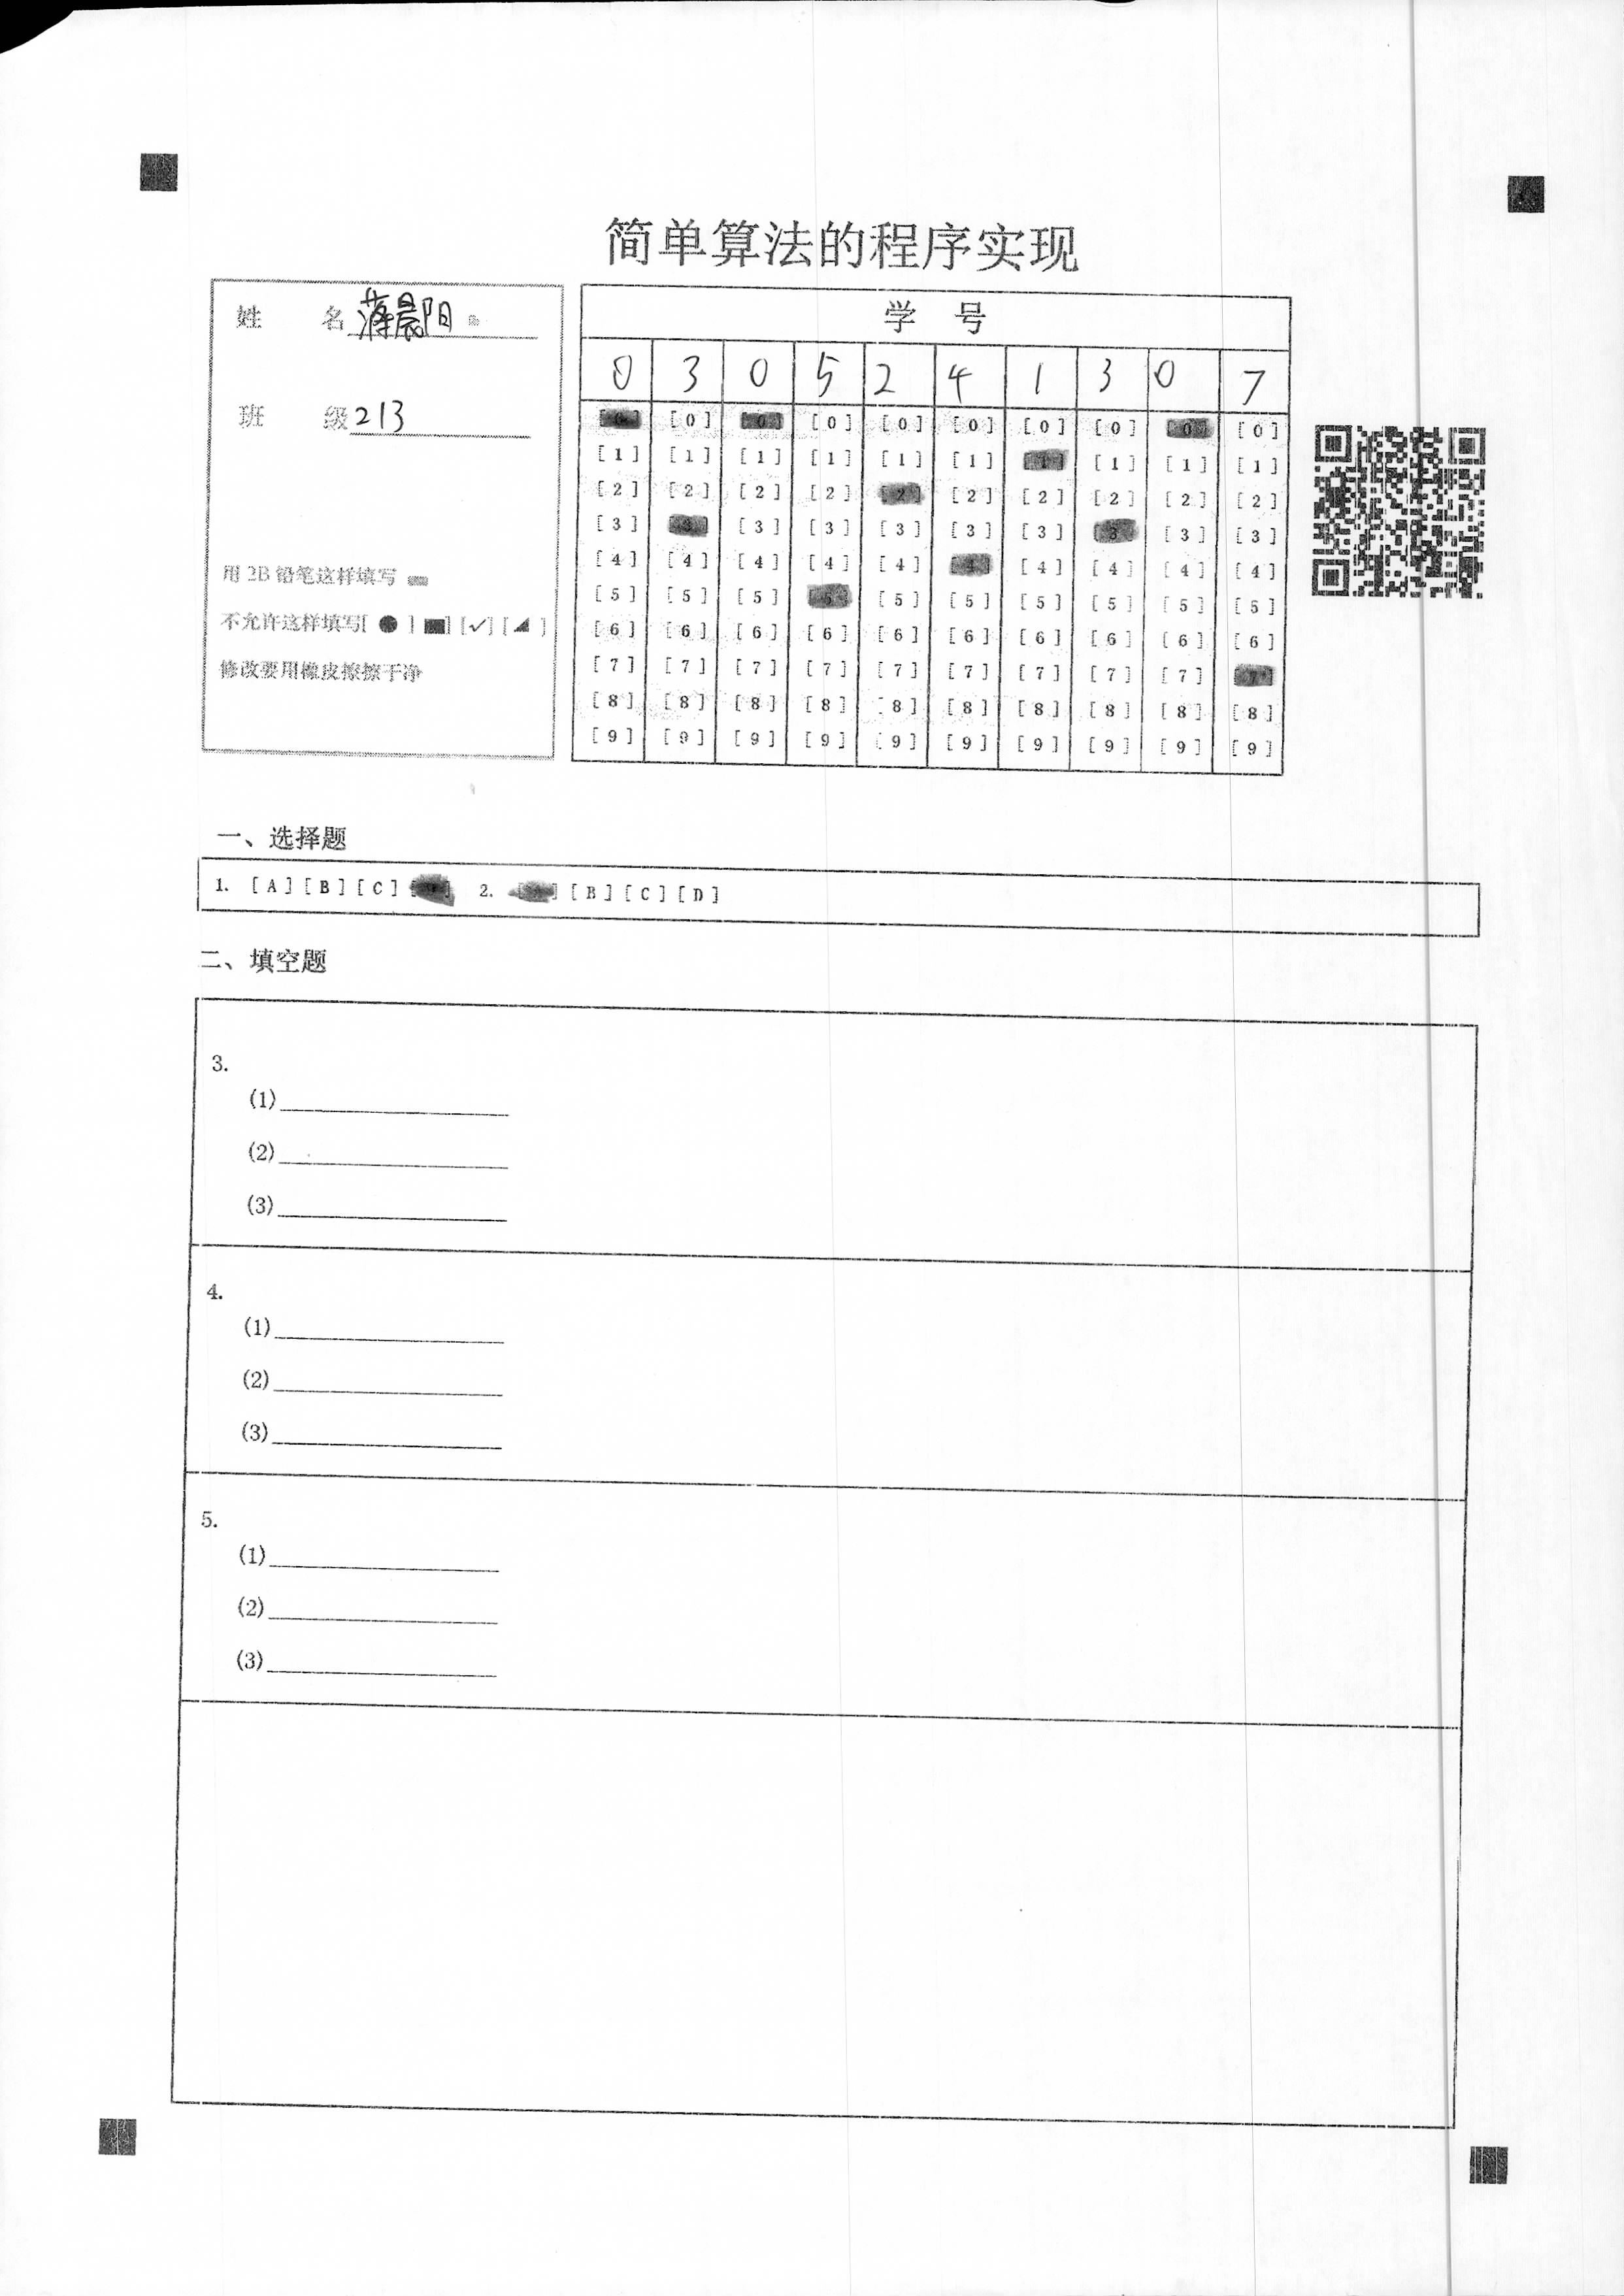 简单算法的程序实现
姓 名 蒋晨阳
班 级 213
用 2B 铅笔这样填写
不允许这样填写[ ● ] [■] [✓] [◢ ]
修改要用橡皮擦擦干净
学 号
0 3 0 5 2 4 1 3 0 7
[0] [0] [0] [0] [0] [0] [0] [0] [0] [0]
[1] [1] [1] [1] [1] [1] [1] [1] [1] [1]
[2] [2] [2] [2] [2] [2] [2] [2] [2] [2]
[3] [3] [3] [3] [3] [3] [3] [3] [3] [3]
[4] [4] [4] [4] [4] [4] [4] [4] [4] [4]
[5] [5] [5] [5] [5] [5] [5] [5] [5] [5]
[6] [6] [6] [6] [6] [6] [6] [6] [6] [6]
[7] [7] [7] [7] [7] [7] [7] [7] [7] [7]
[8] [8] [8] [8] [8] [8] [8] [8] [8] [8]
[9] [9] [9] [9] [9] [9] [9] [9] [9] [9]
一、选择题
1. [A] [B] [C] [D] 2. [A] [B] [C] [D]
二、填空题
3.
(1)
(2)
(3)
4.
(1)
(2)
(3)
5.
(1)
(2)
(3)